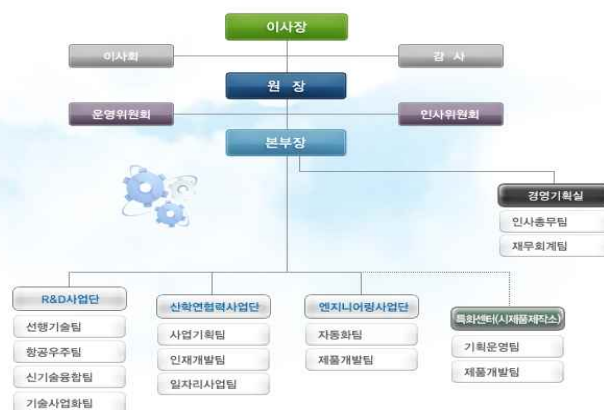 이사장
이사회
감 사
원 장
운영위원회
인사위원회
본부장
경영기획실
인사총무팀
재무회계팀
R&D사업단
선행기술팀
항공우주팀
신기술융합팀
기술사업화팀
산학연협력사업단
사업기획팀
인재개발팀
일자리사업팀
엔지니어링사업단
자동화팀
제품개발팀
특화센터(시제품제작소)
기획운영팀
제품개발팀